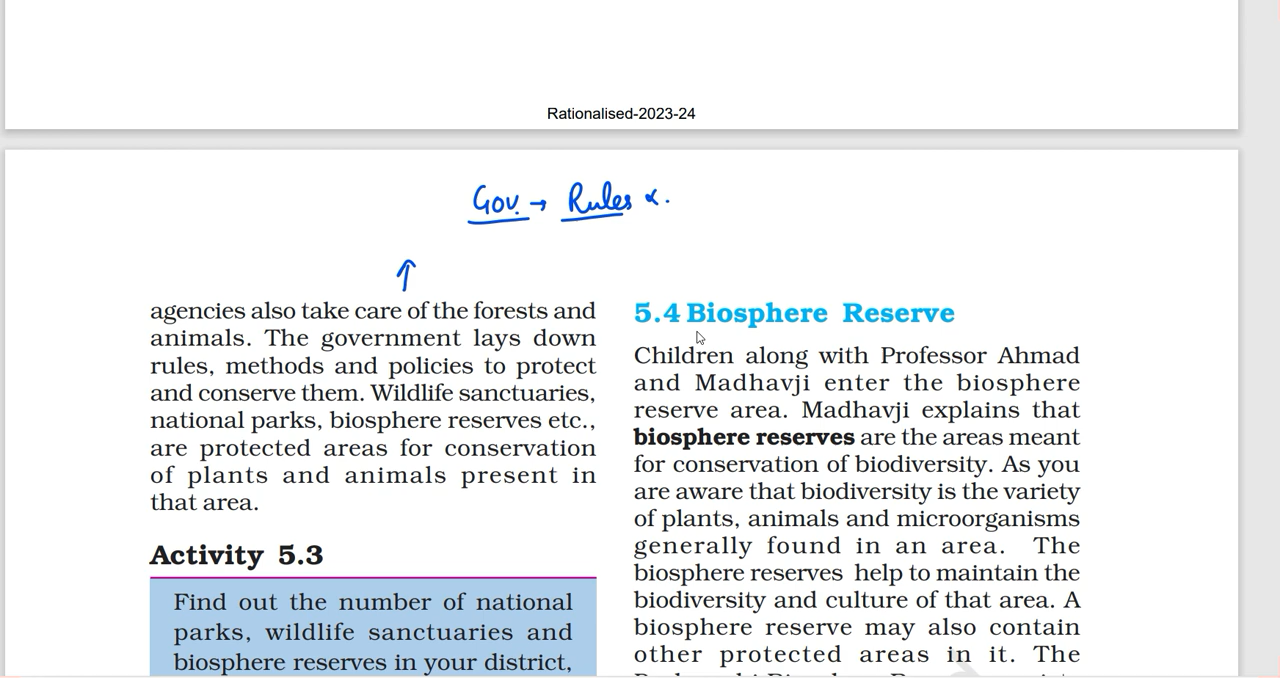 Rationalised-2023-24
Gov. → Rules &.
↑
agencies also take care of the forests and
animals. The government lays down
rules, methods and policies to protect
and conserve them. Wildlife sanctuaries,
national parks, biosphere reserves etc.,
are protected areas for conservation
of plants and animals present in
that area.
Activity 5.3
Find out the number of national
parks, wildlife sanctuaries and
biosphere reserves in your district,
5.4 Biosphere Reserve
Children along with Professor Ahmad
and Madhavji enter the biosphere
reserve area. Madhavji explains that
biosphere reserves are the areas meant
for conservation of biodiversity. As you
are aware that biodiversity is the variety
of plants, animals and microorganisms
generally found in an area. The
biosphere reserves help to maintain the
biodiversity and culture of that area. A
biosphere reserve may also contain
other protected areas in it. The